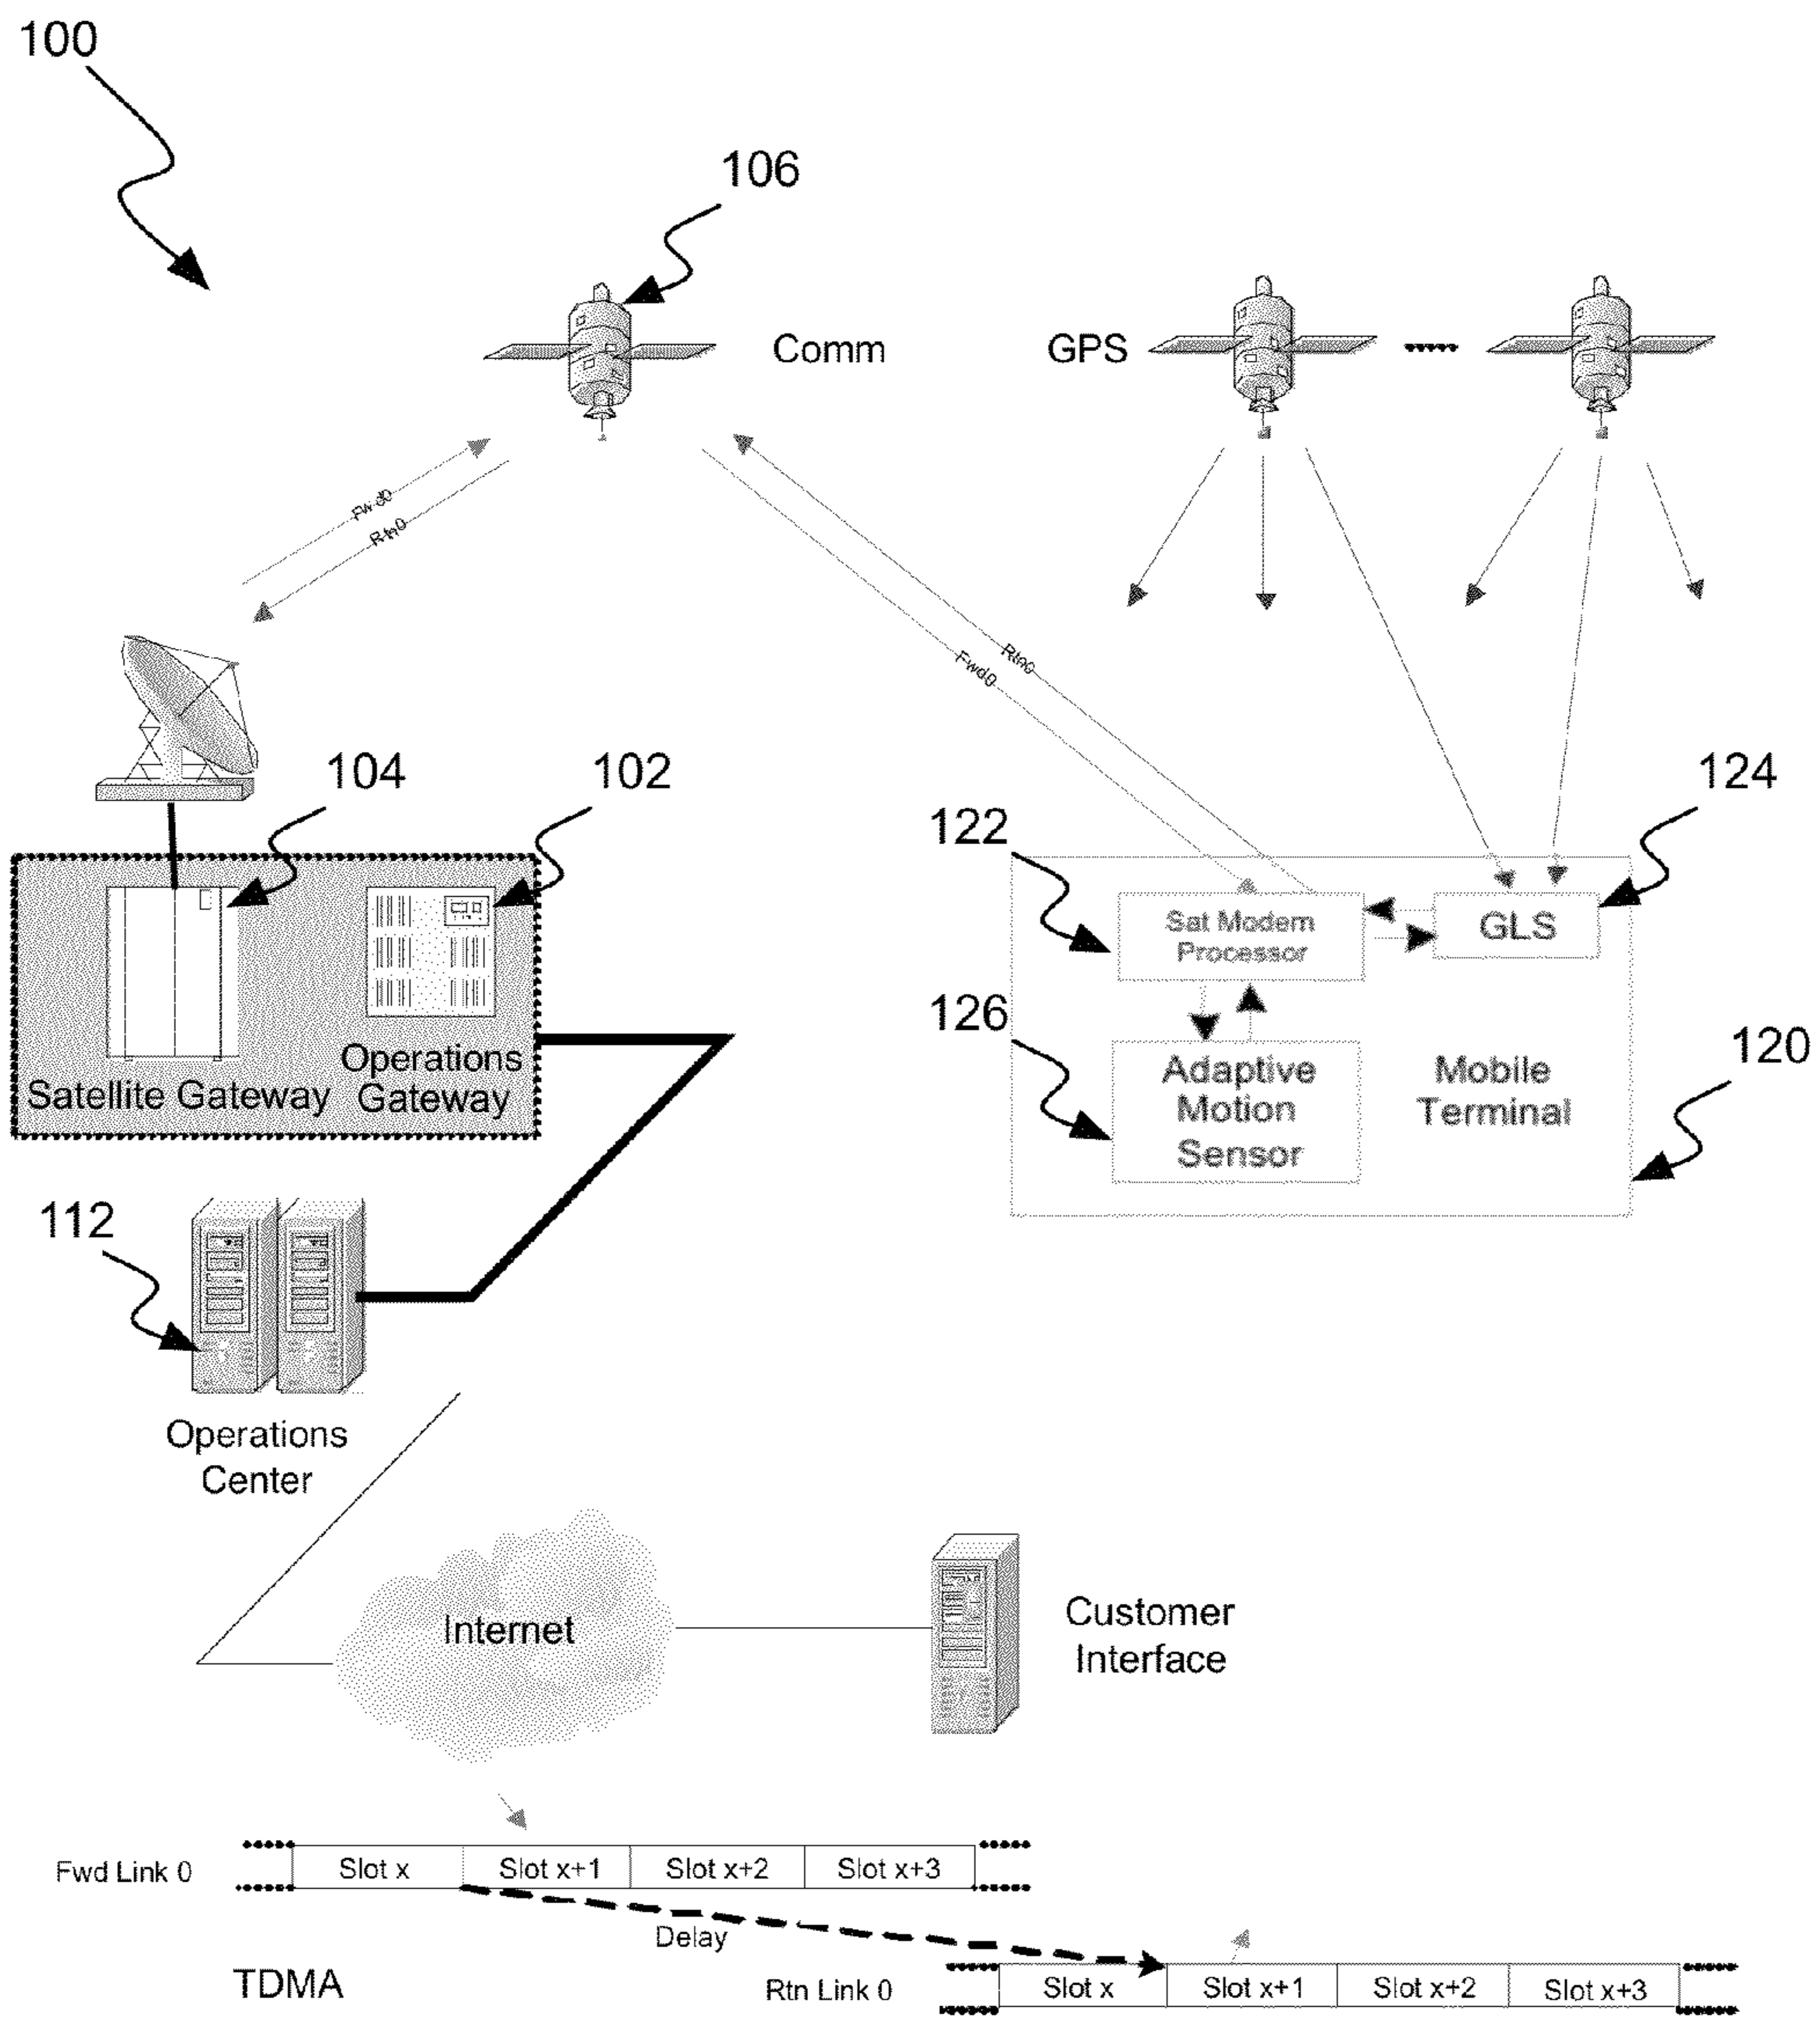 100
106
Comm
GPS
Fwd0
Rtn0
Rtn0
Fwd0
104
102
124
122
Sat Modem
Processor
GLS
126
Adaptive
Motion
Sensor
Mobile
Terminal
120
Operations
Gateway
Satellite Gateway
112
Operations
Center
Internet
Customer
Interface
Fwd Link 0
Slot x
Slot x+1
Slot x+2
Slot x+3
Delay
TDMA
Rtn Link 0
Slot x
Slot x+1
Slot x+2
Slot x+3